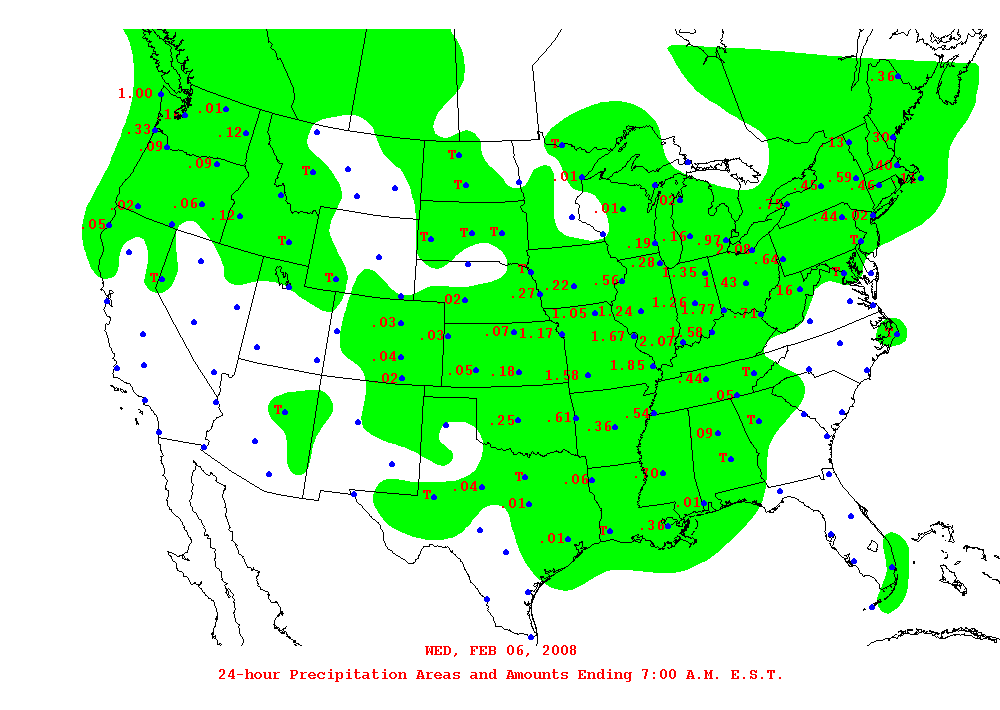 .36
1.00
.01
.33
.12
.30
.13
.09
T
T
.09
T
.40
T
T
.01
.59
.46
.45
.02
.75
.02
.06
.01
.12
.44
.02
.05
T
T
T
T
.19
.16
.97
T
2.08
.28
.64
T
T
T
1.35
T
.22
.56
1.43
.16
.02
.27
1.26
1.77
1.05
1.24
.71
.03
.07
1.17
1.58
T
.03
1.67
2.07
.04
1.85
.05
.18
T
.02
1.58
.44
.05
T
.25
.61
.54
T
.36
.09
T
T
.30
.06
.04
T
.01
.01
.36
T
.01
WED, FEB 06, 2008
24-hour Precipitation Areas and Amounts Ending 7:00 A.M. E.S.T.